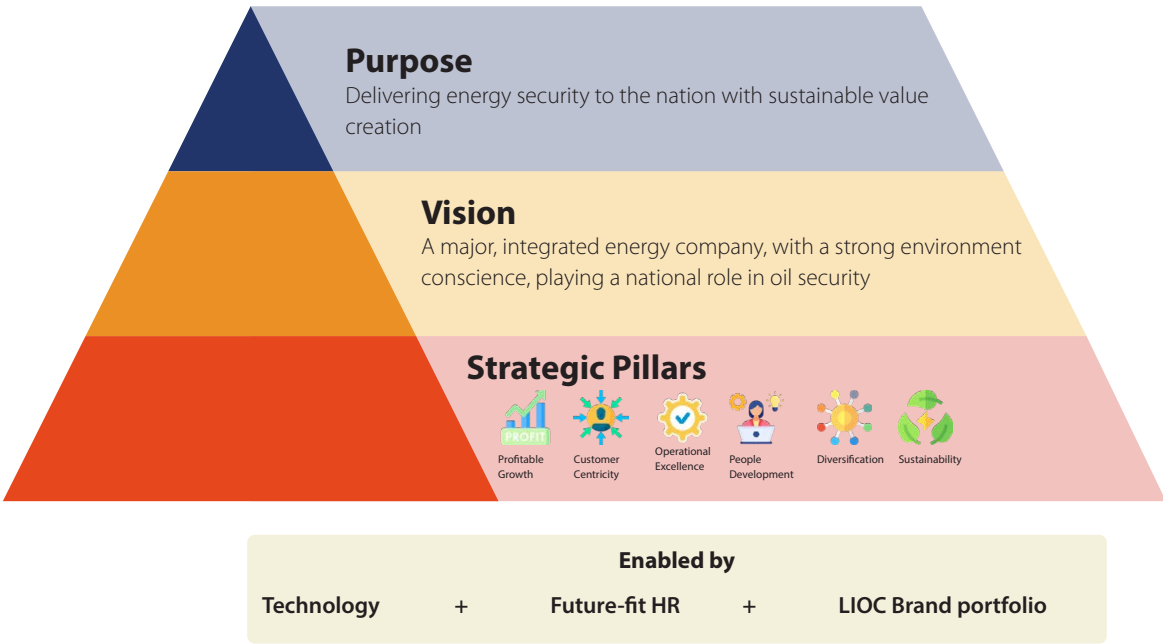 Purpose
Delivering energy security to the nation with sustainable value
creation
Vision
A major, integrated energy company, with a strong environment
conscience, playing a national role in oil security
Strategic Pillars
PROFIT
Profitable
Growth
Customer
Centricity
Operational
Excellence
People
Development
Diversification
Sustainability
Enabled by
Technology + Future-fit HR + LIOC Brand portfolio